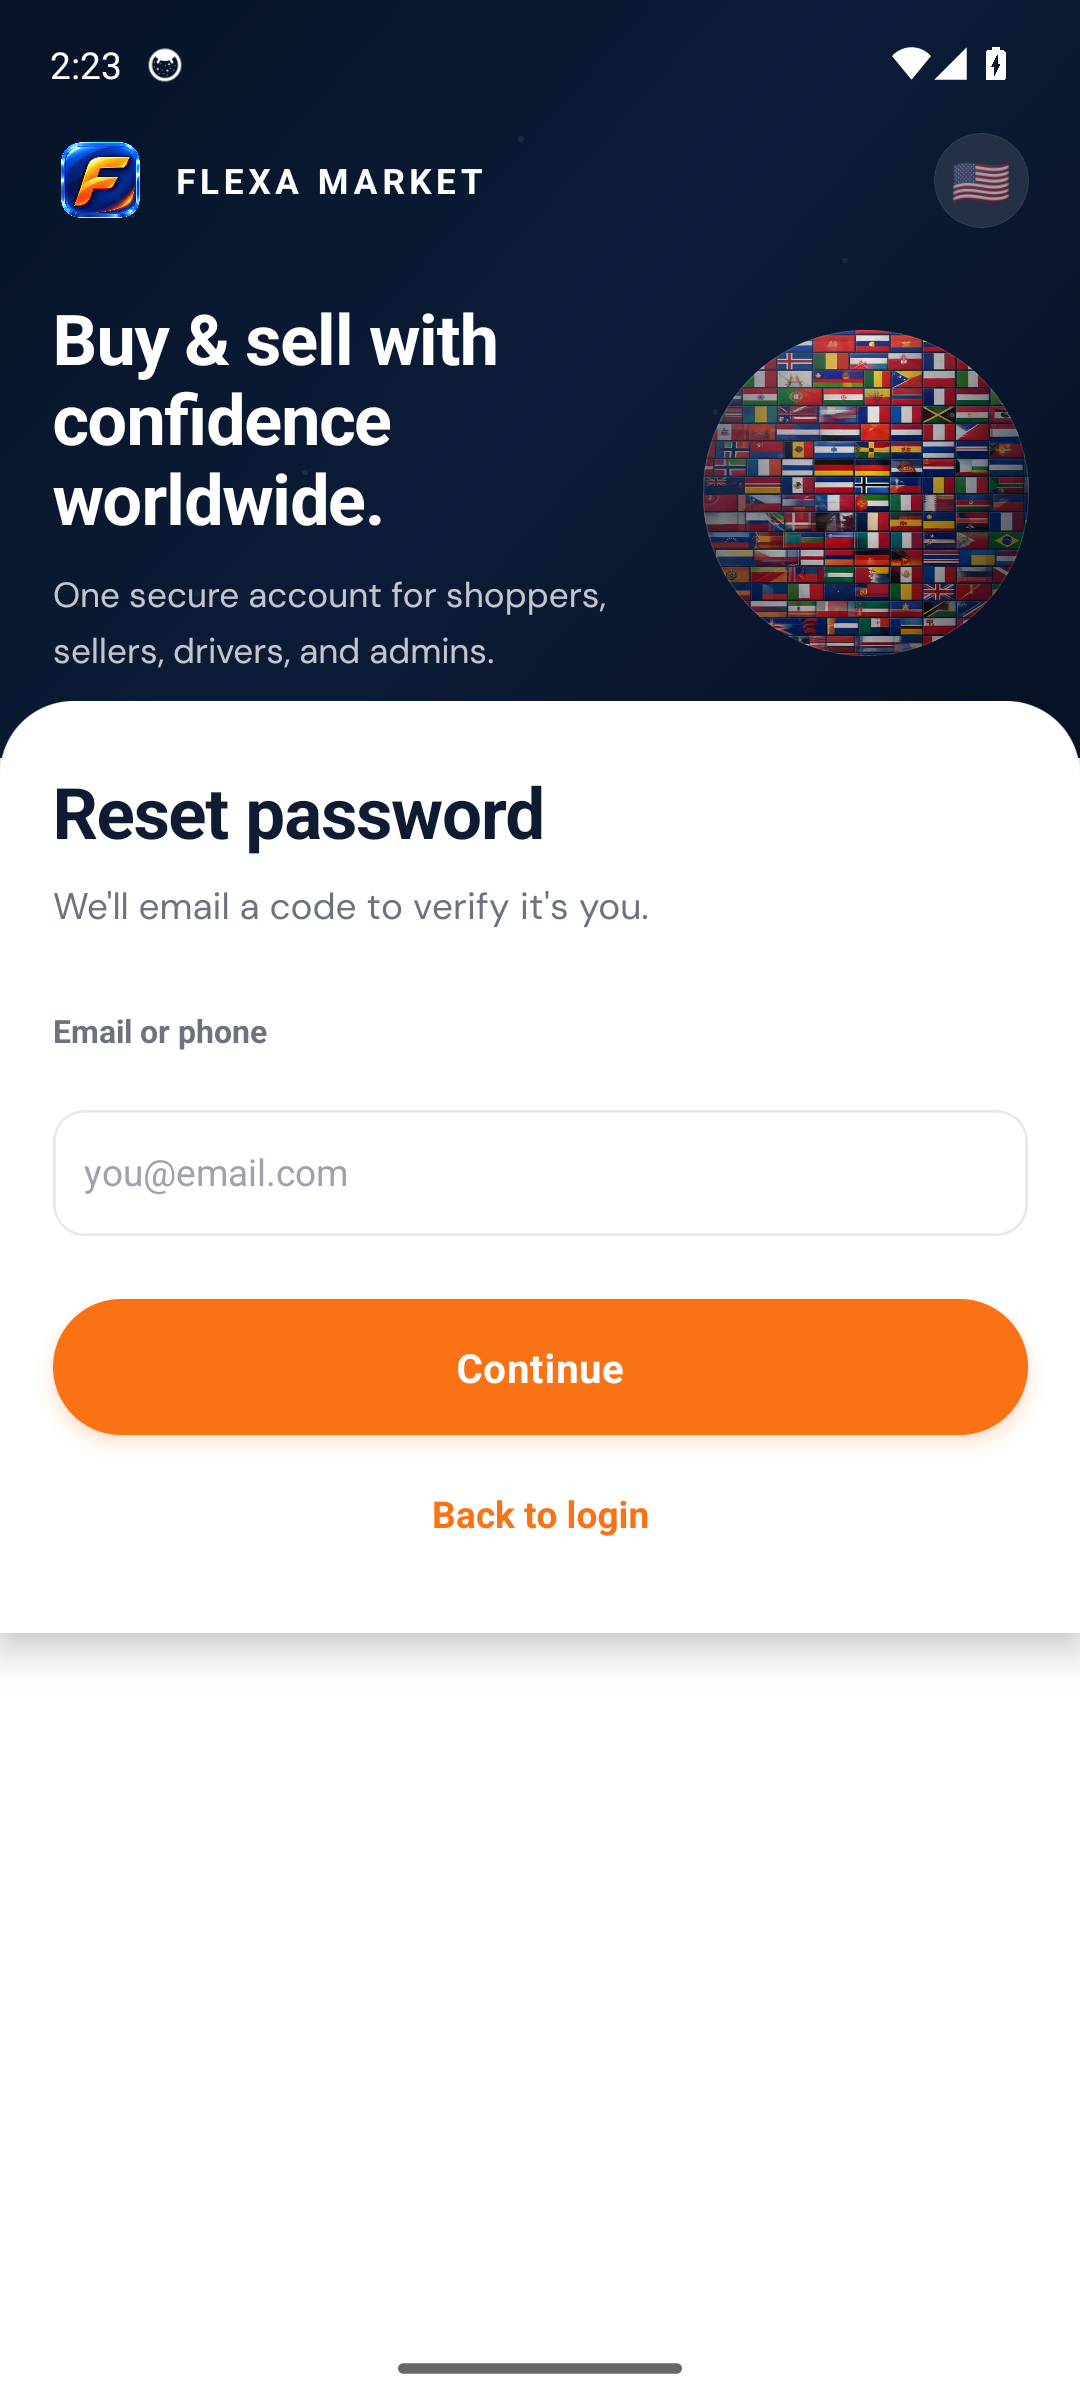 2:23
FLEXA MARKET
Buy & sell with
confidence
worldwide.
One secure account for shoppers,
sellers, drivers, and admins.
Reset password
We'll email a code to verify it's you.
Email or phone
you@email.com
Continue
Back to login